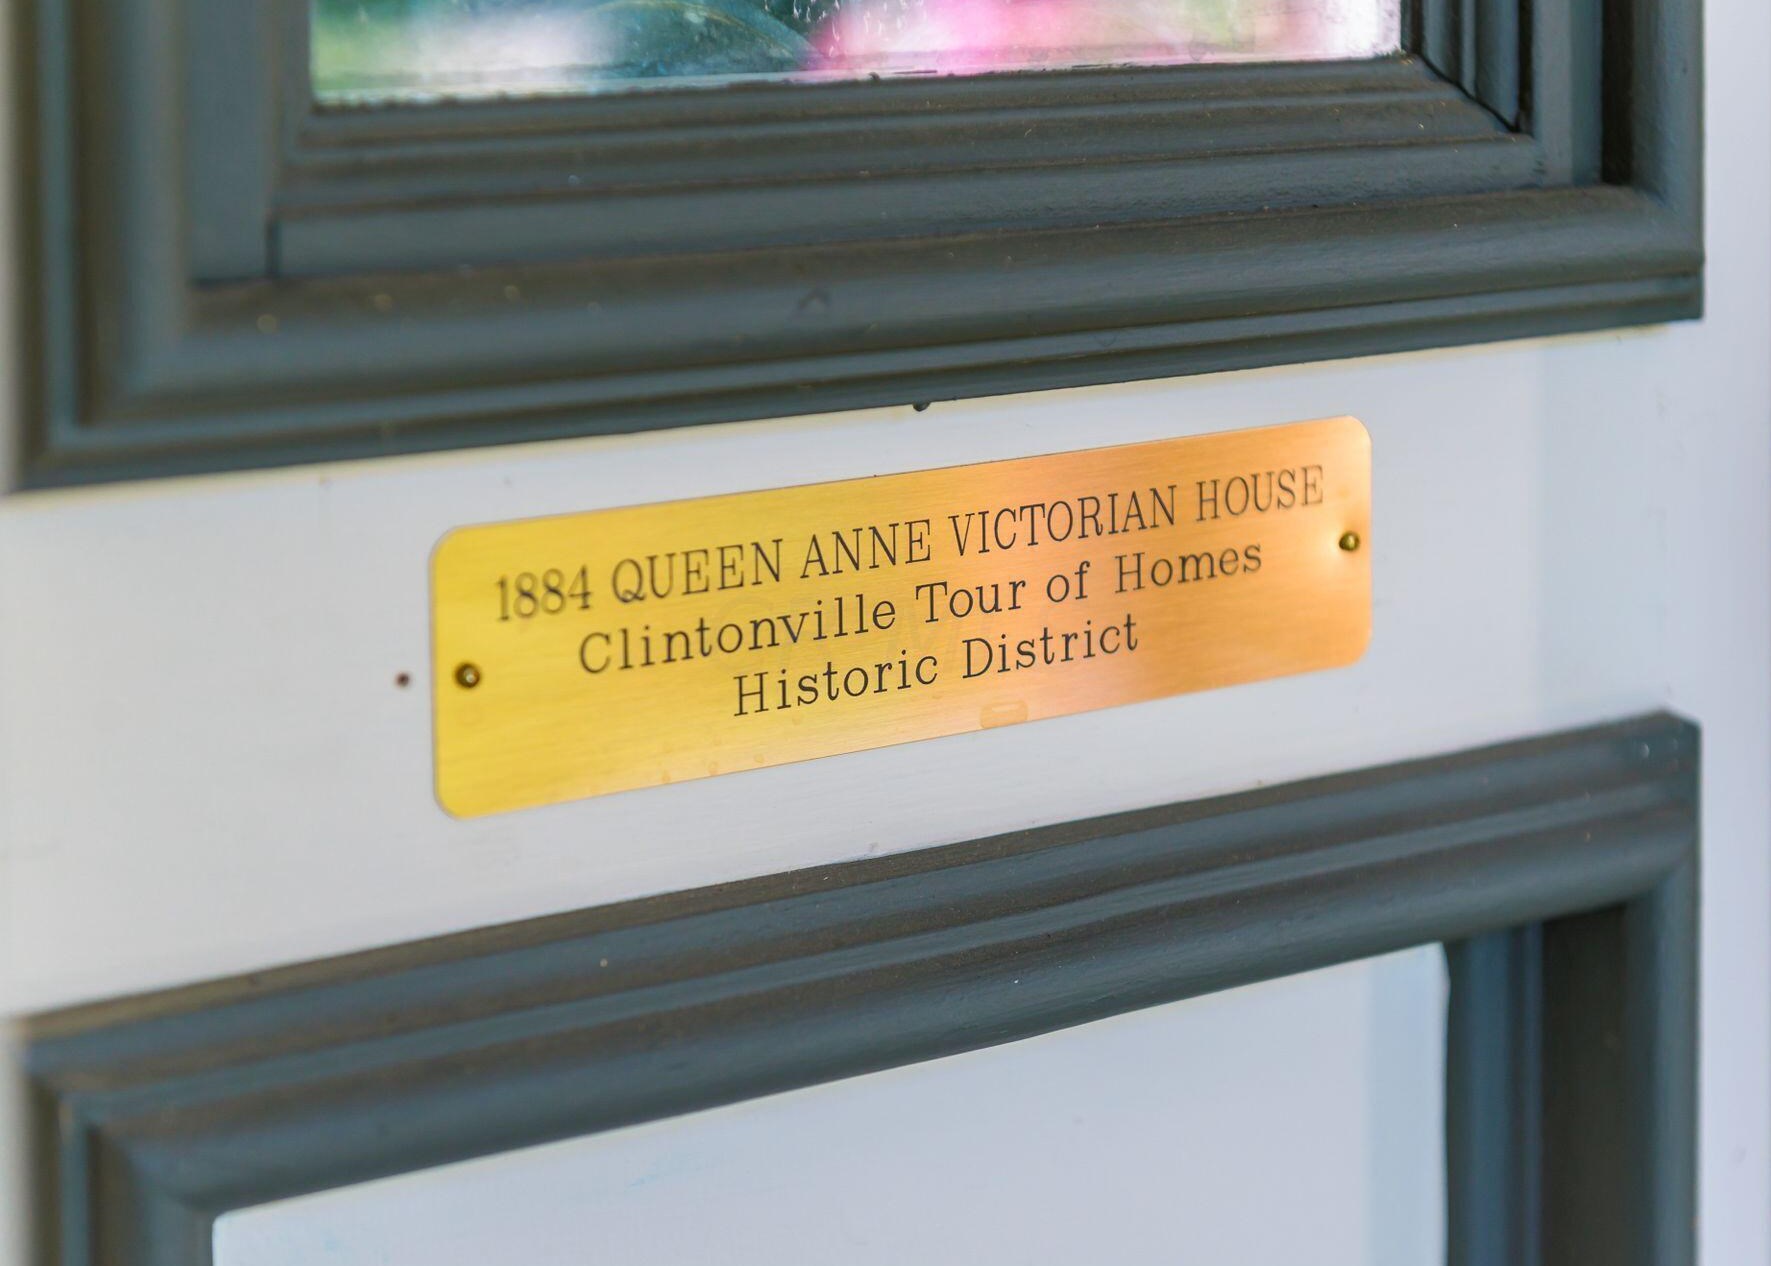 1884 QUEEN ANNE VICTORIAN HOUSE
Clintonville Tour of Homes
Historic District